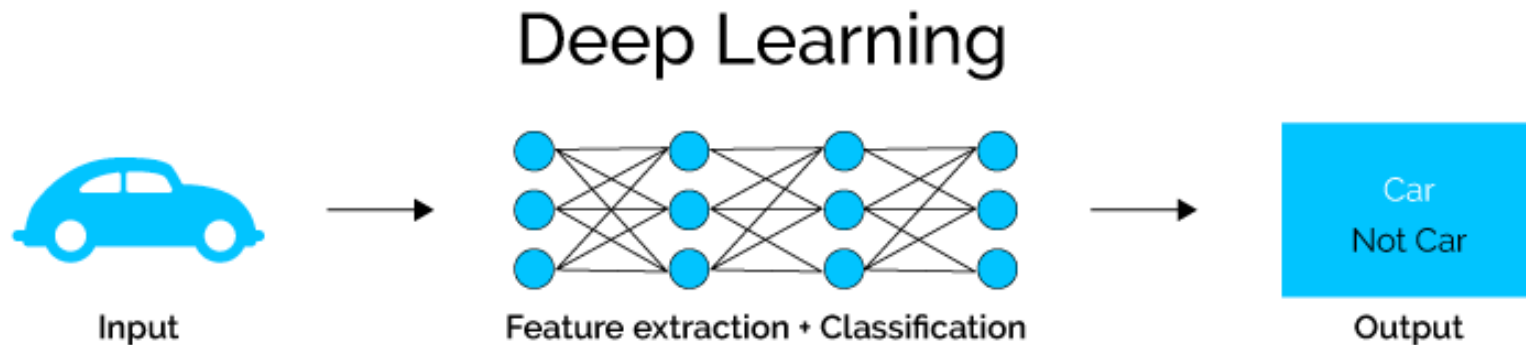 Deep Learning
Car
Not Car
Input
Feature extraction + Classification
Output